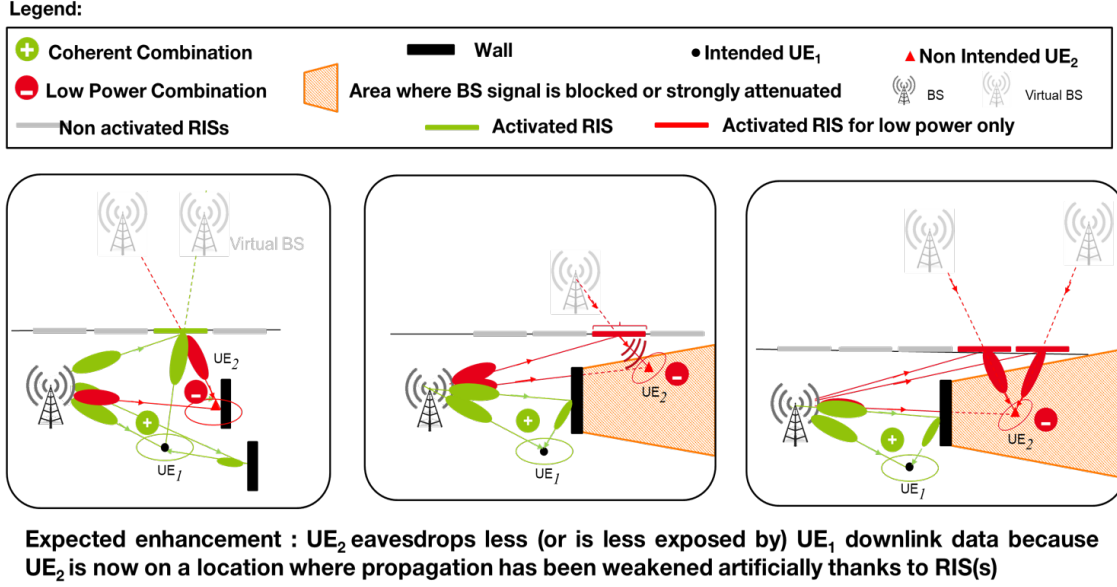 Legend:
Coherent Combination
Wall
Intended UE1
Non Intended UE2
Low Power Combination
Area where BS signal is blocked or strongly attenuated
BS
Virtual BS
Non activated RISs
Activated RIS
Activated RIS for low power only
Virtual BS
UE2
UE1
UE2
UE1
UE2
UE1
Expected enhancement : UE2 eavesdrops less (or is less exposed by) UE1 downlink data because
UE2 is now on a location where propagation has been weakened artificially thanks to RIS(s)